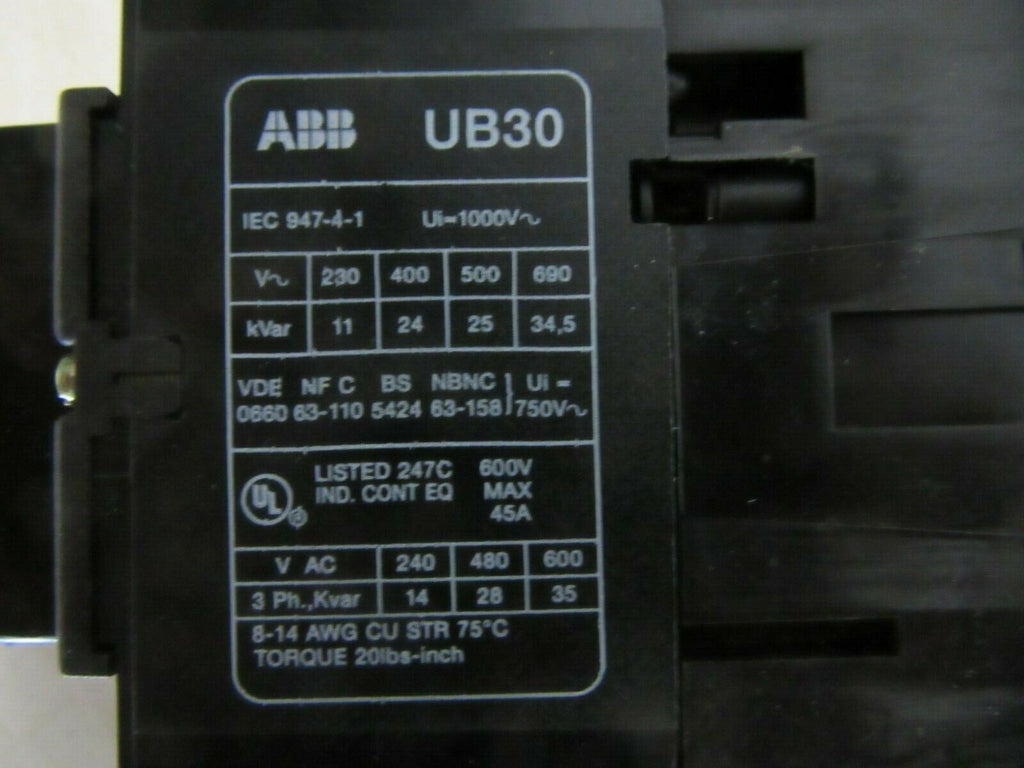 ABB UB30
IEC 947-4-1 Ui=1000V~
V~ 230 400 500 690
kVar 11 24 25 34,5
VDE NF C BS NBNC } Ui =
0660 63-110 5424 63-158 } 750V~
UL LISTED 247C 600V
IND. CONT EQ MAX
® 45A
V AC 240 480 600
3 Ph.,Kvar 14 28 35
8-14 AWG CU STR 75°C
TORQUE 20lbs-inch